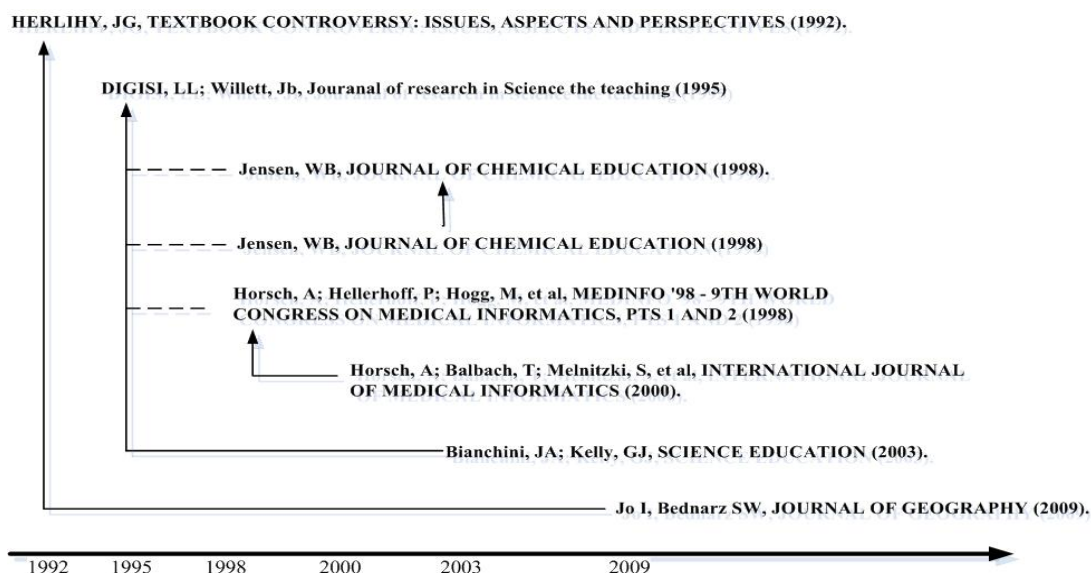 HERLIHY, JG, TEXTBOOK CONTROVERSY: ISSUES, ASPECTS AND PERSPECTIVES (1992).
DIGISI, LL; Willett, Jb, Jouranal of research in Science the teaching (1995)
Jensen, WB, JOURNAL OF CHEMICAL EDUCATION (1998).
Jensen, WB, JOURNAL OF CHEMICAL EDUCATION (1998)
Horsch, A; Hellerhoff, P; Hogg, M, et al, MEDINFO '98 - 9TH WORLD
CONGRESS ON MEDICAL INFORMATICS, PTS 1 AND 2 (1998)
Horsch, A; Balbach, T; Melnitzki, S, et al, INTERNATIONAL JOURNAL
OF MEDICAL INFORMATICS (2000).
Bianchini, JA; Kelly, GJ, SCIENCE EDUCATION (2003).
Jo I, Bednarz SW, JOURNAL OF GEOGRAPHY (2009).
1992 1995 1998 2000 2003 2009